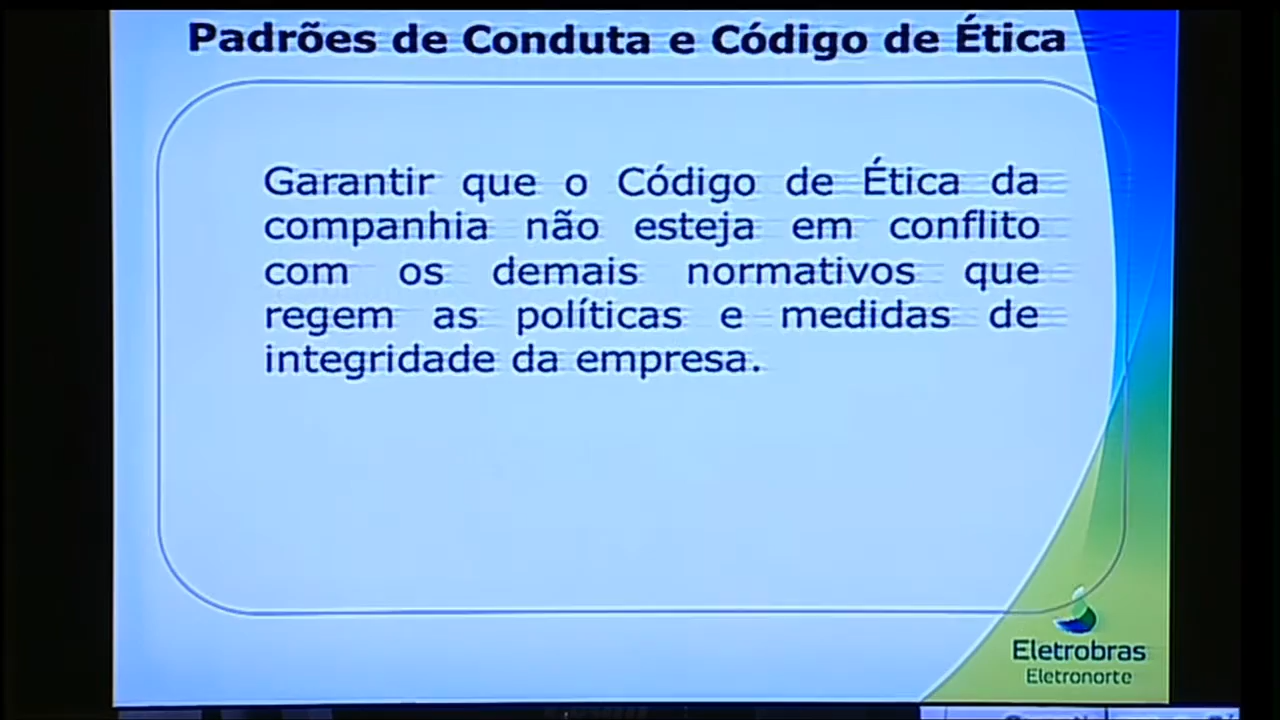 Padrões de Conduta e Código de Ética
Garantir que o Código de Ética da
companhia não esteja em conflito
com os demais normativos que
regem as políticas e medidas de
integridade da empresa.
Eletrobras
Eletronorte